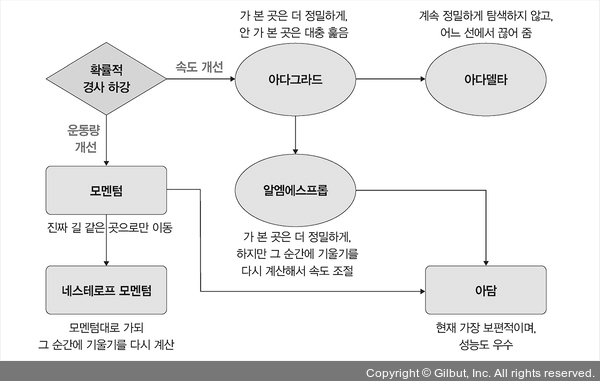 가 본 곳은 더 정밀하게,
안 가 본 곳은 대충 훑음
계속 정밀하게 탐색하지 않고,
어느 선에서 끊어 줌
확률적
경사 하강
속도 개선
아다그라드
아다델타
운동량
개선
모멘텀
알엠에스프롭
진짜 길 같은 곳으로만 이동
가 본 곳은 더 정밀하게,
하지만 그 순간에 기울기를
다시 계산해서 속도 조절
네스테로프 모멘텀
아담
모멘텀대로 가되
그 순간에 기울기를 다시 계산
현재 가장 보편적이며,
성능도 우수
Copyright © Gilbut, Inc. All rights reserved.